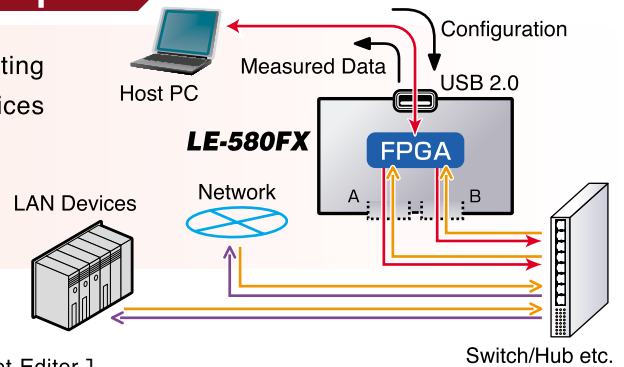 Configuration
Measured Data
USB 2.0
Host PC
LE-580FX
FPGA
A
B
Network
LAN Devices
Switch/Hub etc.